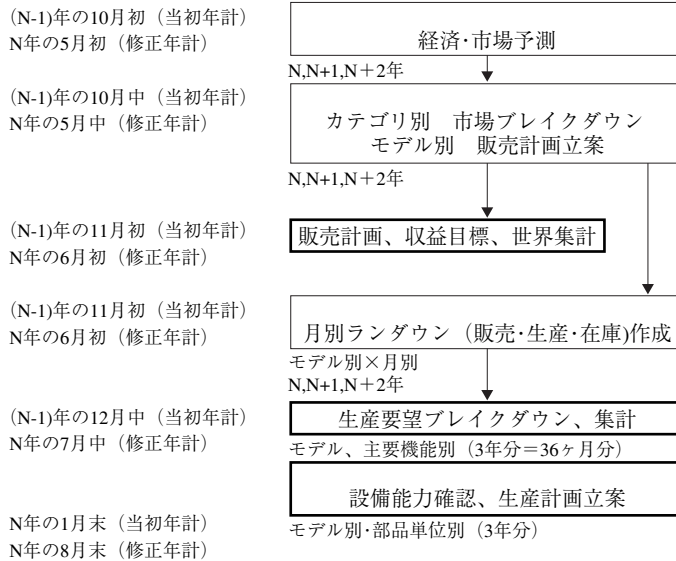 (N-1)年の10月初（当初年計）
N年の5月初（修正年計）
経済･市場予測
N,N+1,N＋2年
(N-1)年の10月中（当初年計）
N年の5月中（修正年計）
カテゴリ別　市場ブレイクダウン
モデル別　販売計画立案
N,N+1,N＋2年
(N-1)年の11月初（当初年計）
N年の6月初（修正年計）
販売計画、収益目標、世界集計
(N-1)年の11月初（当初年計）
N年の6月初（修正年計）
月別ランダウン（販売･生産･在庫)作成
モデル別×月別
N,N+1,N＋2年
(N-1)年の12月中（当初年計）
N年の7月中（修正年計）
生産要望ブレイクダウン、集計
モデル、主要機能別（3年分＝36ヶ月分）
設備能力確認、生産計画立案
N年の1月末（当初年計）
N年の8月末（修正年計）
モデル別･部品単位別（3年分）